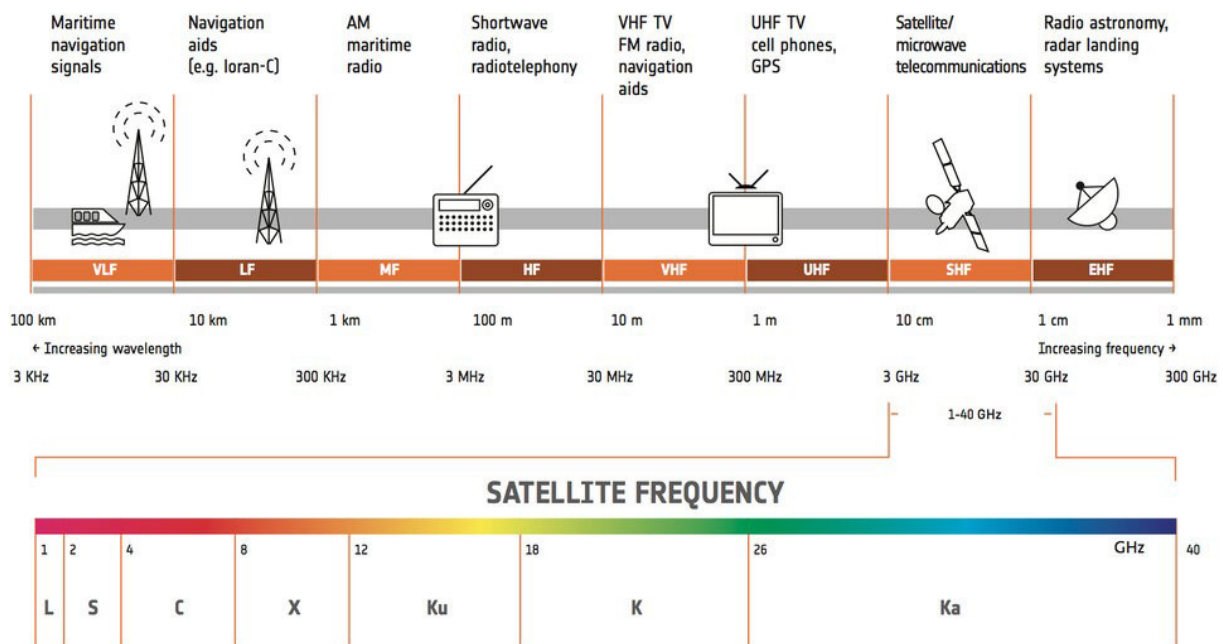 Maritime
navigation
signals
Navigation
aids
(e.g. loran-C)
AM
maritime
radio
Shortwave
radio,
radiotelephony
VHF TV
FM radio,
navigation
aids
UHF TV
cell phones,
GPS
Satellite/
microwave
telecommunications
Radio astronomy,
radar landing
systems
VLF LF MF HF VHF UHF SHF EHF
100 km 10 km 1 km 100 m 10 m 1 m 10 cm 1 cm 1 mm
← Increasing wavelength Increasing frequency →
3 KHz 30 KHz 300 KHz 3 MHz 30 MHz 300 MHz 3 GHz 30 GHz 300 GHz
1-40 GHz
SATELLITE FREQUENCY
1 2 4 8 12 18 26 GHz 40
L S C X Ku K Ka